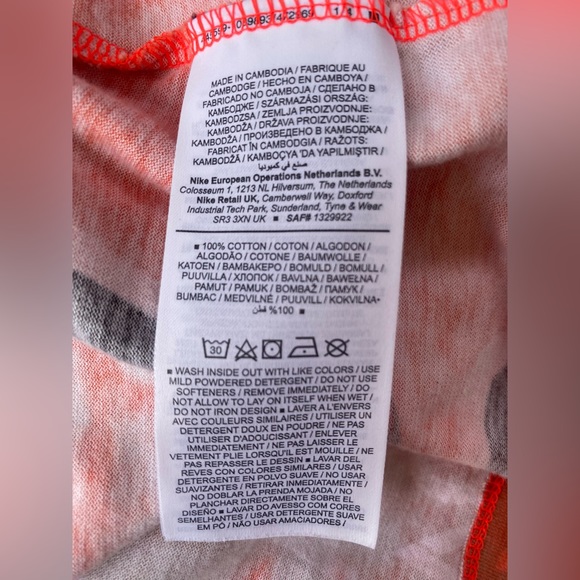 MADE IN CAMBODIA / FABRIQUE AU
CAMBODGE / HECHO EN CAMBOYA /
FABRICADO NO CAMBOJA / СДЕЛАНО В
КАМБОДЖЕ / SZÁRMAZÁSI ORSZÁG:
KAMBODZSA / ZEMLJA PROIZVODNJE:
KAMBODŽA / DRŽAVA PROIZVODNJE:
KAMBODŽA / ПРОИЗВЕДЕНО В КАМБОДЖА /
FABRICAT ÎN CAMBODGIA / RAŽOTS:
KAMBODŽĀ / KAMBOÇYA 'DA YAPILMIŞTIR /
صنع في كمبوديا
Nike European Operations Netherlands B.V.
Colosseum 1, 1213 NL Hilversum, The Netherlands
Nike Retail UK, Camberwell Way, Doxford
Industrial Tech Park, Sunderland, Tyne & Wear
SR3 3XN UK ■ SAF# 1329922
■ 100% COTTON / COTON / ALGODON /
ALGODÃO / COTONE / BAUMWOLLE /
KATOEN / ΒΑΜΒΑΚΕΡΟ / BOMULD / BOMULL /
PUUVILLA / ХЛОПОК / BAVLNA / BAWEŁNA /
PAMUT / PAMUK / BOMBAŽ / ПАМУК /
BUMBAC / MEDVILNĖ / PUUVILL / KOKVILNA-
%100 قطن ■
30
■ WASH INSIDE OUT WITH LIKE COLORS / USE
MILD POWDERED DETERGENT / DO NOT USE
SOFTENERS / REMOVE IMMEDIATELY / DO
NOT ALLOW TO LAY ON ITSELF WHEN WET /
DO NOT IRON DESIGN ■ LAVER A L'ENVERS
AVEC COULEURS SIMILAIRES / UTILISER UN
DETERGENT DOUX EN POUDRE / NE PAS
UTILISER D'ADOUCISSANT / ENLEVER
IMMEDIATEMENT / NE PAS LAISSER LE
VETEMENT PLIE LORSQU'IL EST MOUILLE / NE
PAS REPASSER LE DESSIN ■ LAVAR DEL
REVES CON COLORES SIMILARES / USAR
DETERGENTE EN POLVO SUAVE / NO USAR
SUAVIZANTES / RETIRAR INMEDIATAMENTE /
NO DOBLAR LA PRENDA MOJADA / NO
PLANCHAR DIRECTAMENTE SOBRE EL
DISEÑO ■ LAVAR DO AVESSO COM CORES
SEMELHANTES / USAR DETERGENTE SUAVE
EM PÓ / NÃO USAR AMACIADORES /